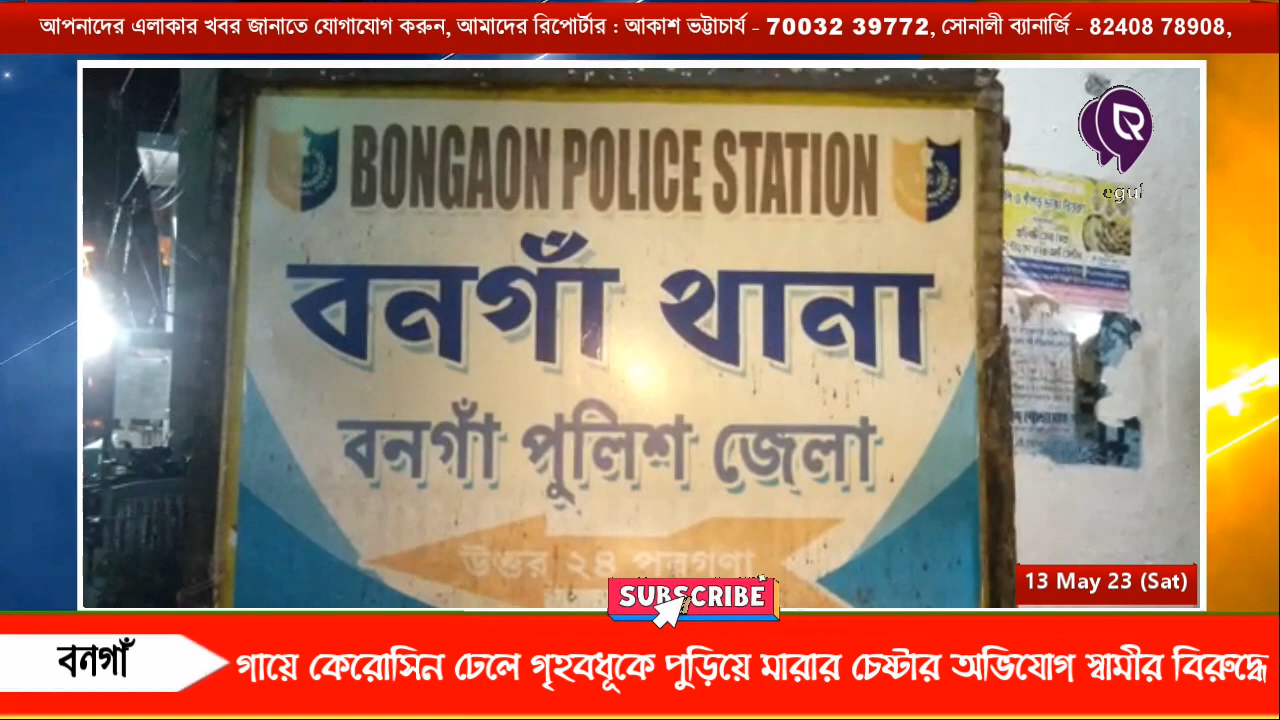 আপনাদের এলাকার খবর জানাতে যোগাযোগ করুন, আমাদের রিপোর্টার : আকাশ ভট্টাচার্য - 70032 39772, সোনালী ব্যানার্জি - 82408 78908,
BONGAON POLICE STATION
বনগাঁ থানা
বনগাঁ পুলিশ জেলা
উত্তর ২৪ পরগণা
SUBSCRIBE
13 May 23 (Sat)
বনগাঁ
গায়ে কেরোসিন ঢেলে গৃহবধূকে পুড়িয়ে মারার চেষ্টার অভিযোগ স্বামীর বিরুদ্ধে